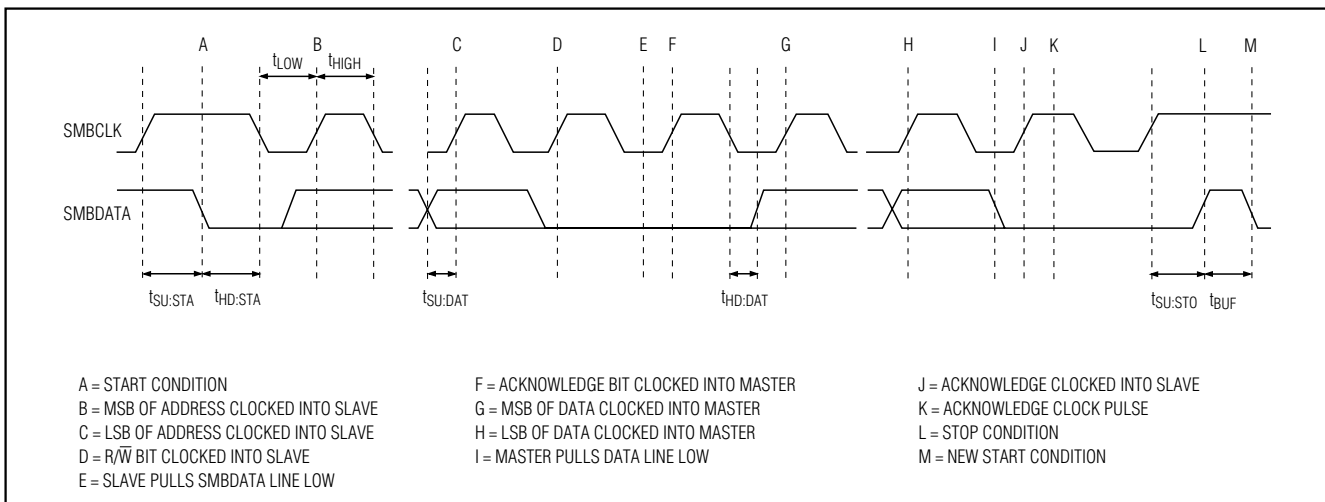 A B C D E F G H I J K L M
tLOW tHIGH
SMBCLK
SMBDATA
tSU:STA tHD:STA tSU:DAT tHD:DAT tSU:STO tBUF
A = START CONDITION
B = MSB OF ADDRESS CLOCKED INTO SLAVE
C = LSB OF ADDRESS CLOCKED INTO SLAVE
D = R/W̅ BIT CLOCKED INTO SLAVE
E = SLAVE PULLS SMBDATA LINE LOW
F = ACKNOWLEDGE BIT CLOCKED INTO MASTER
G = MSB OF DATA CLOCKED INTO MASTER
H = LSB OF DATA CLOCKED INTO MASTER
I = MASTER PULLS DATA LINE LOW
J = ACKNOWLEDGE CLOCKED INTO SLAVE
K = ACKNOWLEDGE CLOCK PULSE
L = STOP CONDITION
M = NEW START CONDITION